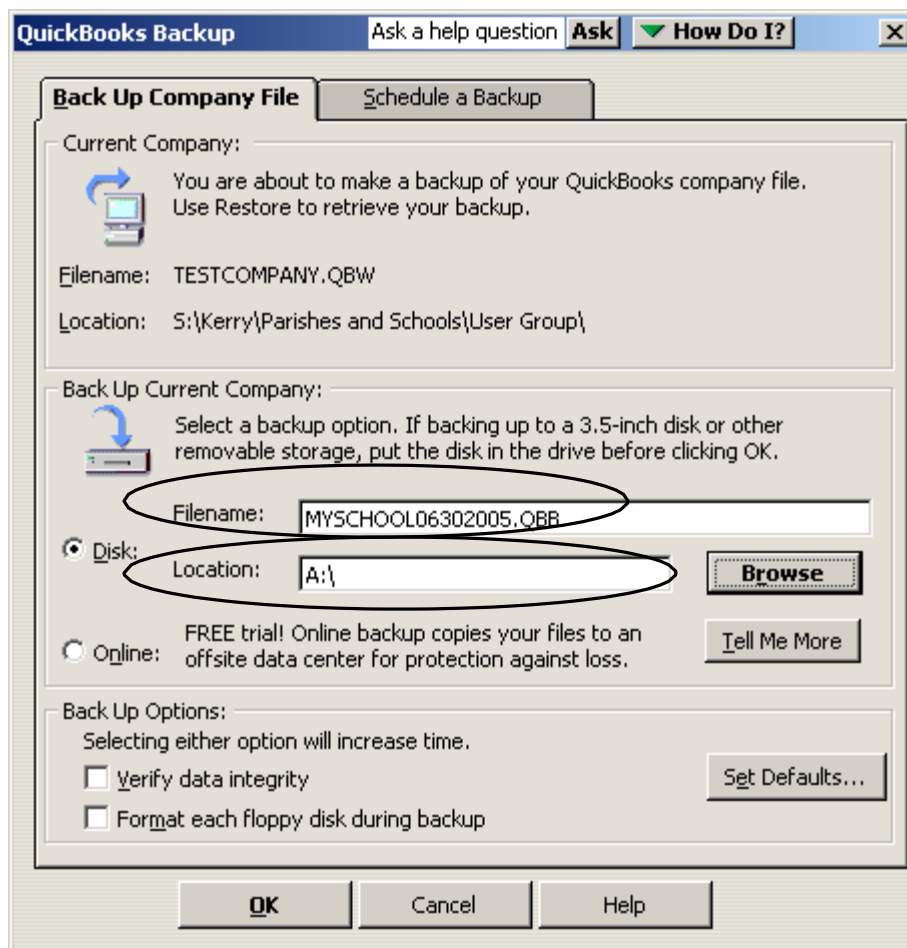 QuickBooks Backup Ask a help question Ask How Do I?
Back Up Company File Schedule a Backup
Current Company:
You are about to make a backup of your QuickBooks company file.
Use Restore to retrieve your backup.
Filename: TESTCOMPANY.QBW
Location: S:\Kerry\Parishes and Schools\User Group\
Back Up Current Company:
Select a backup option. If backing up to a 3.5-inch disk or other
removable storage, put the disk in the drive before clicking OK.
Filename: MYSCHOOL06302005.QBB
Disk:
Location: A:\ Browse
Online: FREE trial! Online backup copies your files to an
offsite data center for protection against loss.
Tell Me More
Back Up Options:
Selecting either option will increase time.
Verify data integrity
Set Defaults...
Format each floppy disk during backup
OK Cancel Help